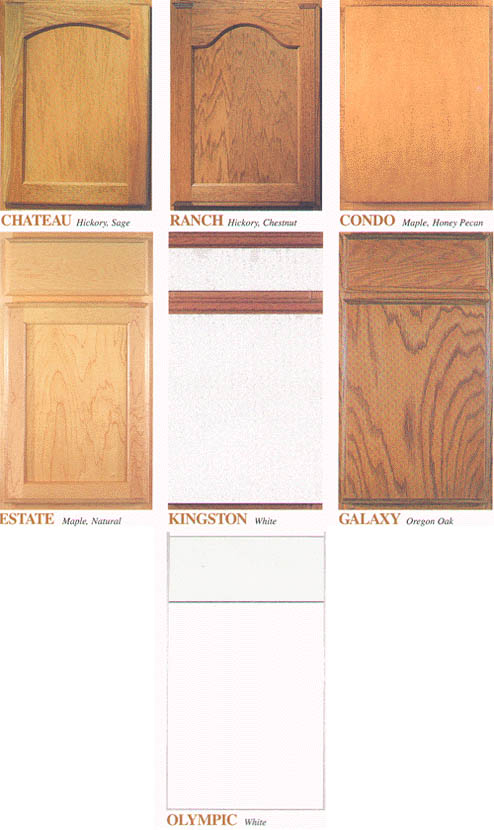 CHATEAU Hickory, Sage
RANCH Hickory, Chestnut
CONDO Maple, Honey Pecan
ESTATE Maple, Natural
KINGSTON White
GALAXY Oregon Oak
OLYMPIC White